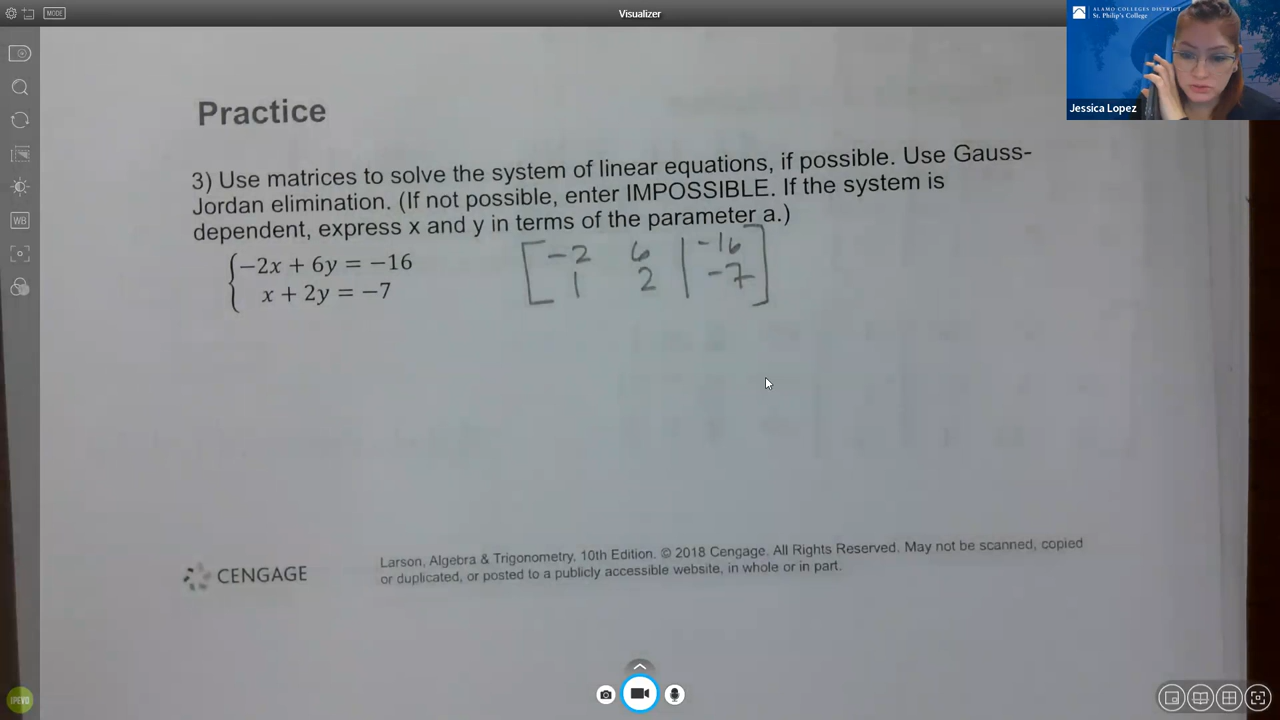 Visualizer
MODE
ALAMO COLLEGES DISTRICT
St. Philip's College
Jessica Lopez
WB
Practice
3) Use matrices to solve the system of linear equations, if possible. Use Gauss-
Jordan elimination. (If not possible, enter IMPOSSIBLE. If the system is
dependent, express x and y in terms of the parameter a.)
−2x + 6y = −16
x + 2y = −7
-2 6 | -16
1 2 | -7
CENGAGE
Larson, Algebra & Trigonometry, 10th Edition. © 2018 Cengage. All Rights Reserved. May not be scanned, copied
or duplicated, or posted to a publicly accessible website, in whole or in part.
IPEVO